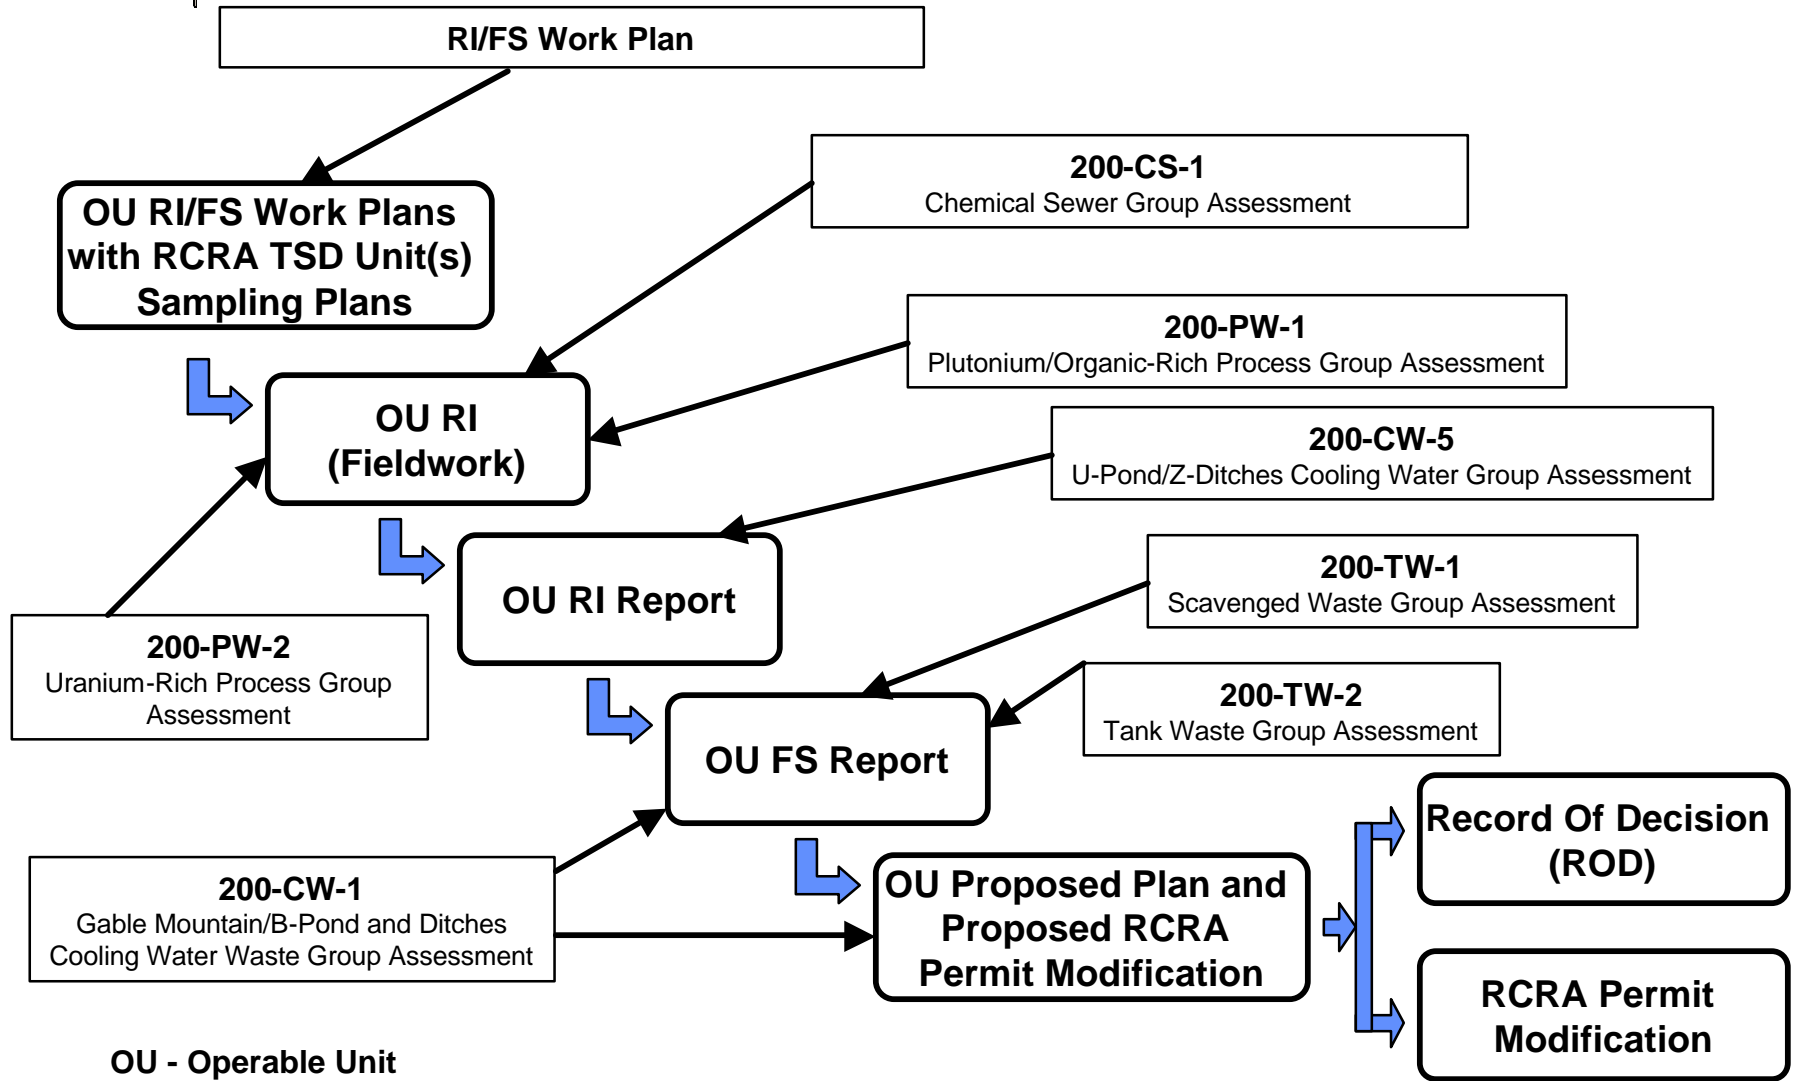 RI/FS Work Plan
200-CS-1
Chemical Sewer Group Assessment
OU RI/FS Work Plans
with RCRA TSD Unit(s)
Sampling Plans
200-PW-1
Plutonium/Organic-Rich Process Group Assessment
OU RI
(Fieldwork)
200-CW-5
U-Pond/Z-Ditches Cooling Water Group Assessment
OU RI Report
200-TW-1
Scavenged Waste Group Assessment
200-PW-2
Uranium-Rich Process Group
Assessment
200-TW-2
Tank Waste Group Assessment
OU FS Report
Record Of Decision
(ROD)
200-CW-1
Gable Mountain/B-Pond and Ditches
Cooling Water Waste Group Assessment
OU Proposed Plan and
Proposed RCRA
Permit Modification
RCRA Permit
Modification
OU - Operable Unit